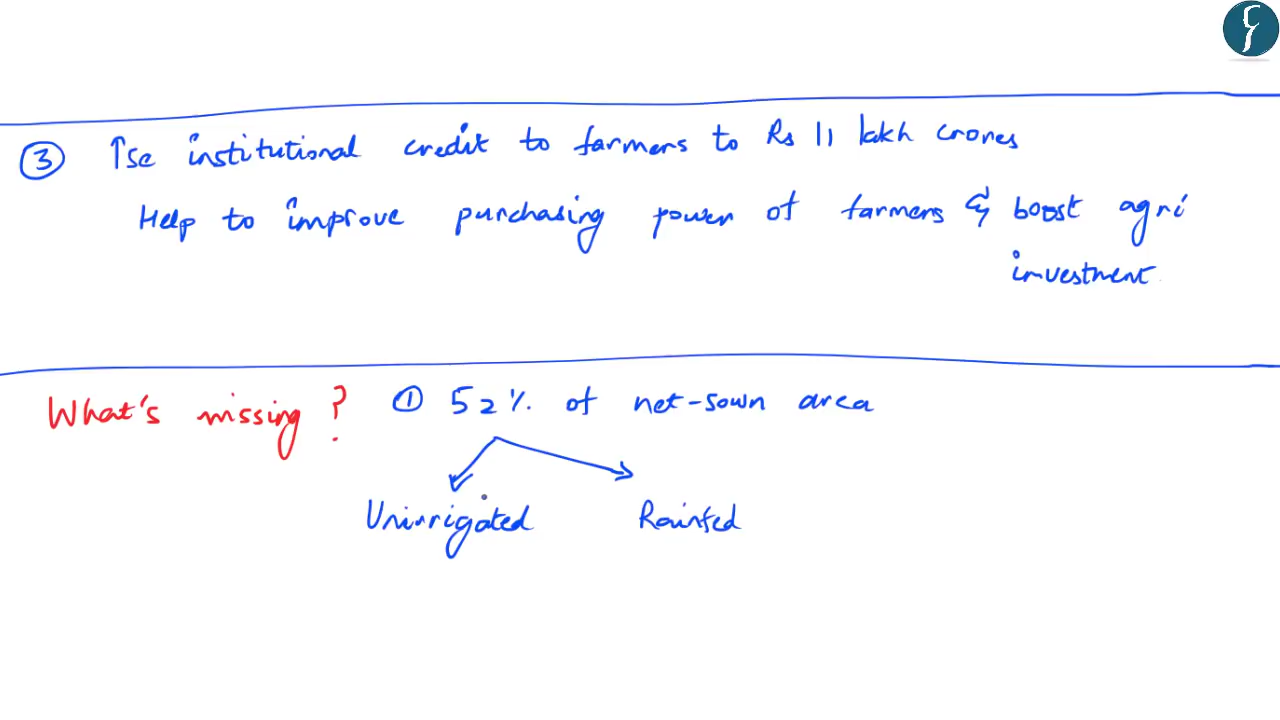 ③ ↑se institutional credit to farmers to Rs 11 lakh crores
Help to improve purchasing power of farmers & boost agri
investment
What's missing? ① 52% of net-sown area
Unirrigated Rainfed